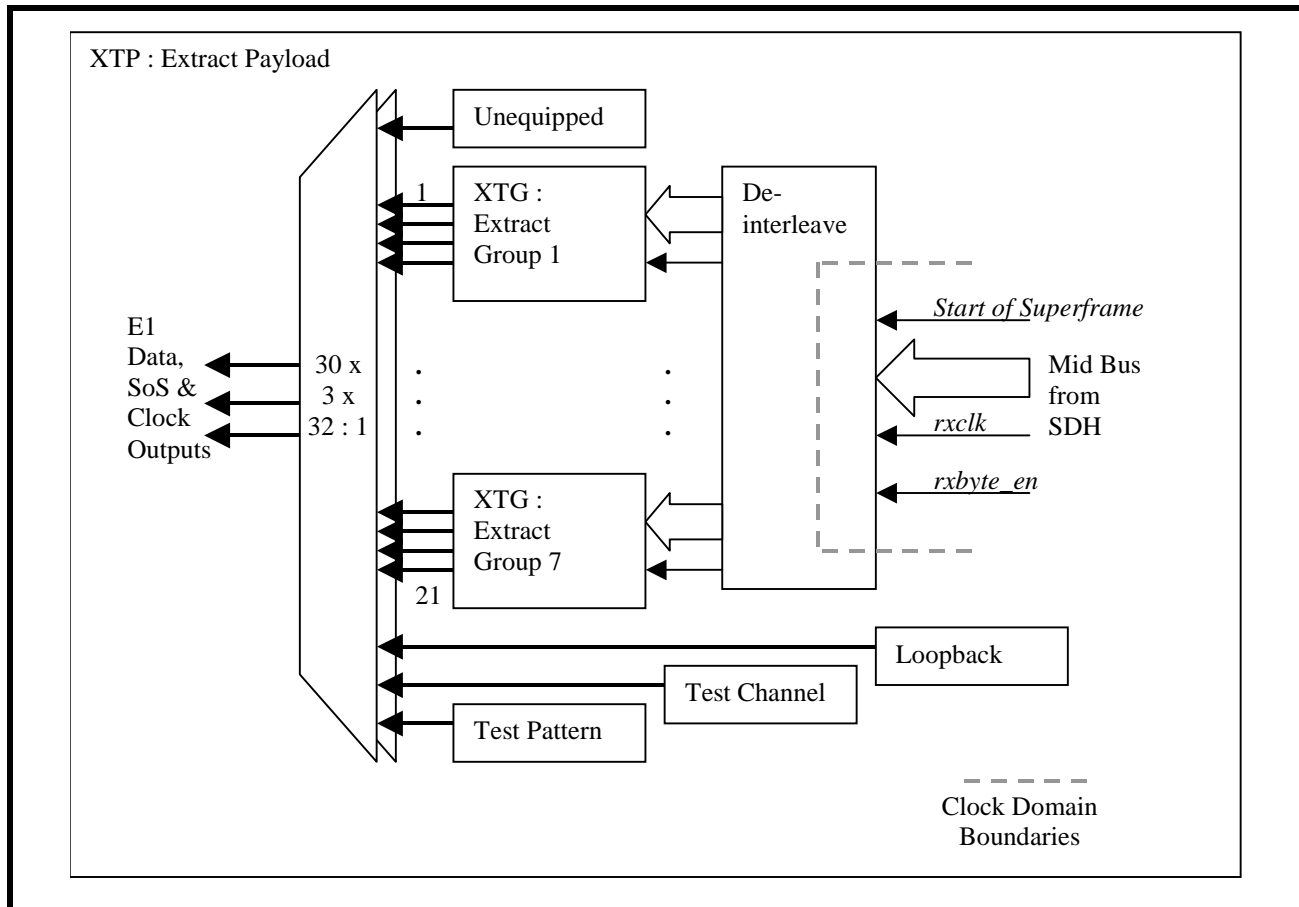 XTP : Extract Payload
Unequipped
1
XTG :
Extract
Group 1
De-
interleave
Start of Superframe
Mid Bus
from
SDH
rxclk
rxbyte_en
E1
Data,
SoS &
Clock
Outputs
30 x
3 x
32 : 1
XTG :
Extract
Group 7
21
Loopback
Test Channel
Test Pattern
Clock Domain
Boundaries